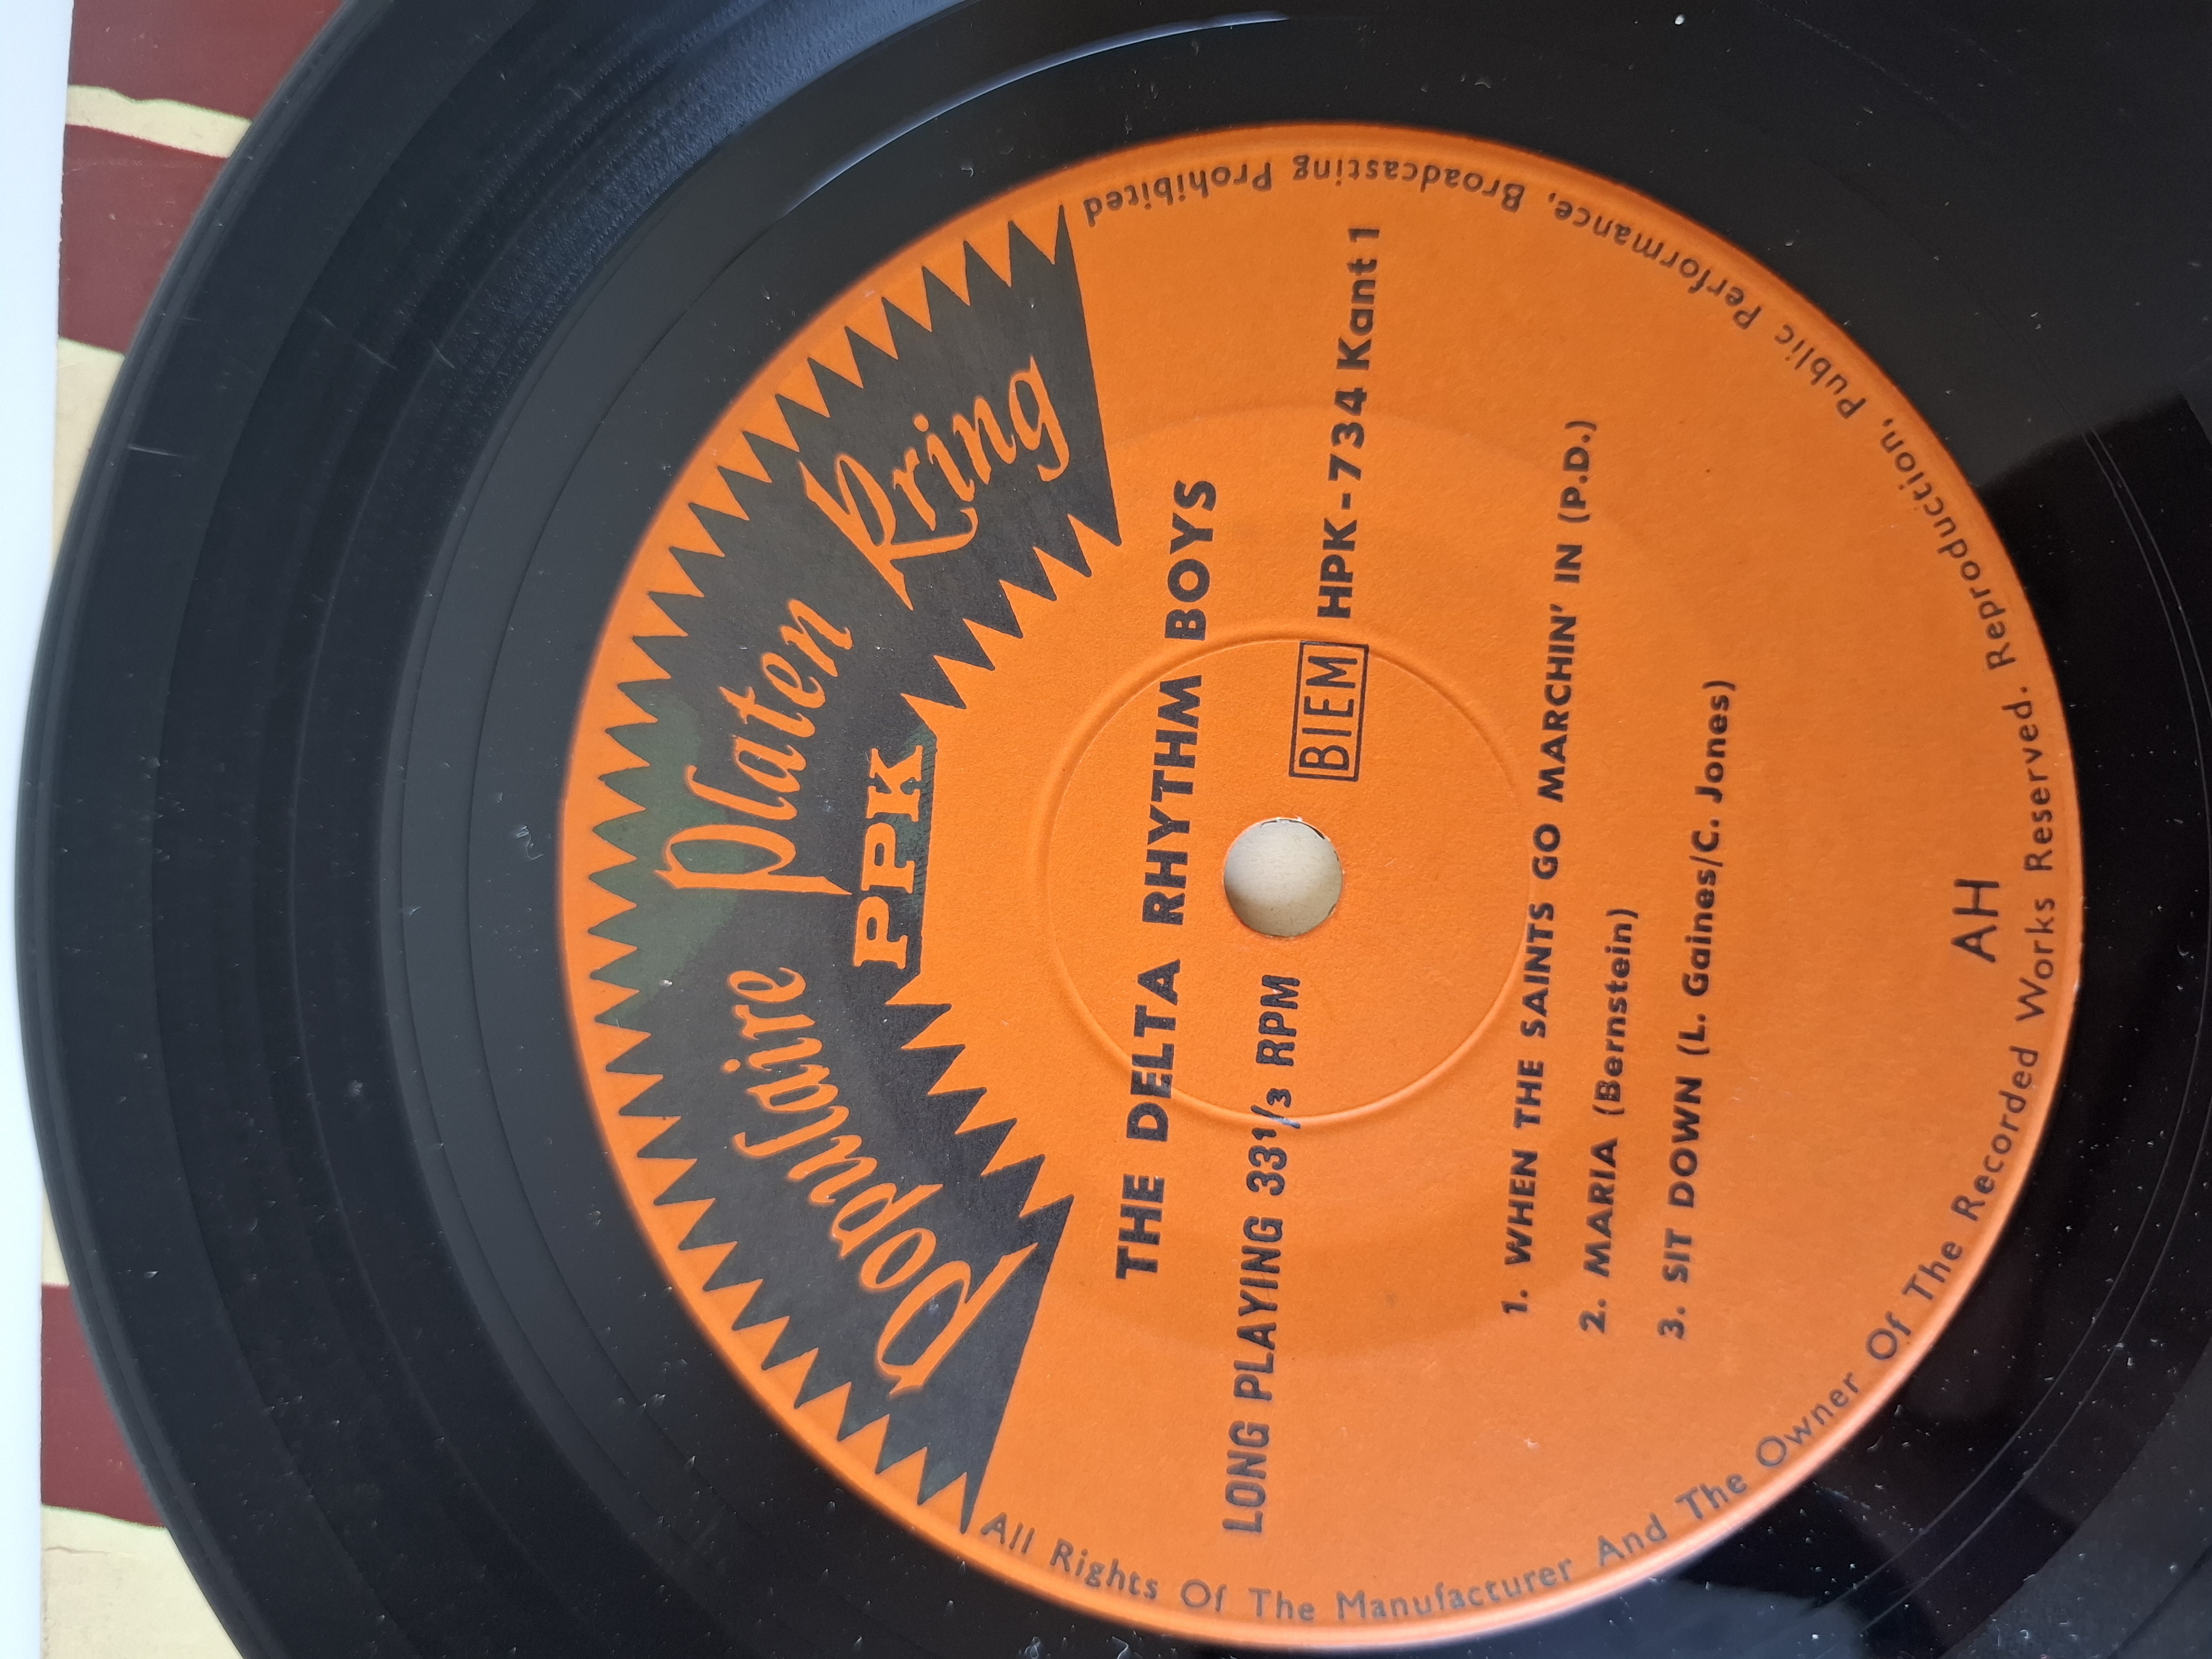 Populaire Platen Kring
PPK
THE DELTA RHYTHM BOYS
LONG PLAYING 33¹/₃ RPM
BIEM HPK-734 Kant 1
1. WHEN THE SAINTS GO MARCHIN' IN (P.D.)
2. MARIA (Bernstein)
3. SIT DOWN (L. Gaines/C. Jones)
AH
All Rights Of The Manufacturer And The Owner Of The Recorded Works Reserved. Reproduction, Public Performance, Broadcasting Prohibited